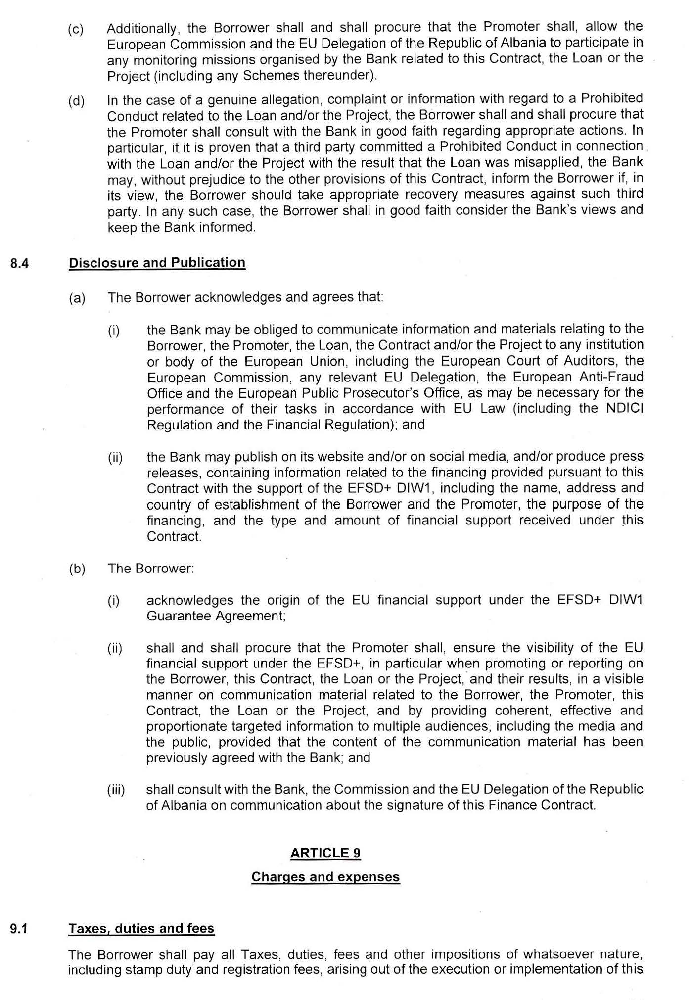 (c) Additionally, the Borrower shall and shall procure that the Promoter shall, allow the
European Commission and the EU Delegation of the Republic of Albania to participate in
any monitoring missions organised by the Bank related to this Contract, the Loan or the
Project (including any Schemes thereunder).
(d) In the case of a genuine allegation, complaint or information with regard to a Prohibited
Conduct related to the Loan and/or the Project, the Borrower shall and shall procure that
the Promoter shall consult with the Bank in good faith regarding appropriate actions. In
particular, if it is proven that a third party committed a Prohibited Conduct in connection
with the Loan and/or the Project with the result that the Loan was misapplied, the Bank
may, without prejudice to the other provisions of this Contract, inform the Borrower if, in
its view, the Borrower should take appropriate recovery measures against such third
party. In any such case, the Borrower shall in good faith consider the Bank's views and
keep the Bank informed.
8.4 Disclosure and Publication
(a) The Borrower acknowledges and agrees that:
(i) the Bank may be obliged to communicate information and materials relating to the
Borrower, the Promoter, the Loan, the Contract and/or the Project to any institution
or body of the European Union, including the European Court of Auditors, the
European Commission, any relevant EU Delegation, the European Anti-Fraud
Office and the European Public Prosecutor's Office, as may be necessary for the
performance of their tasks in accordance with EU Law (including the NDICI
Regulation and the Financial Regulation); and
(ii) the Bank may publish on its website and/or on social media, and/or produce press
releases, containing information related to the financing provided pursuant to this
Contract with the support of the EFSD+ DIW1, including the name, address and
country of establishment of the Borrower and the Promoter, the purpose of the
financing, and the type and amount of financial support received under this
Contract.
(b) The Borrower:
(i) acknowledges the origin of the EU financial support under the EFSD+ DIW1
Guarantee Agreement;
(ii) shall and shall procure that the Promoter shall, ensure the visibility of the EU
financial support under the EFSD+, in particular when promoting or reporting on
the Borrower, this Contract, the Loan or the Project, and their results, in a visible
manner on communication material related to the Borrower, the Promoter, this
Contract, the Loan or the Project, and by providing coherent, effective and
proportionate targeted information to multiple audiences, including the media and
the public, provided that the content of the communication material has been
previously agreed with the Bank; and
(iii) shall consult with the Bank, the Commission and the EU Delegation of the Republic
of Albania on communication about the signature of this Finance Contract.
ARTICLE 9
Charges and expenses
9.1 Taxes, duties and fees
The Borrower shall pay all Taxes, duties, fees and other impositions of whatsoever nature,
including stamp duty and registration fees, arising out of the execution or implementation of this